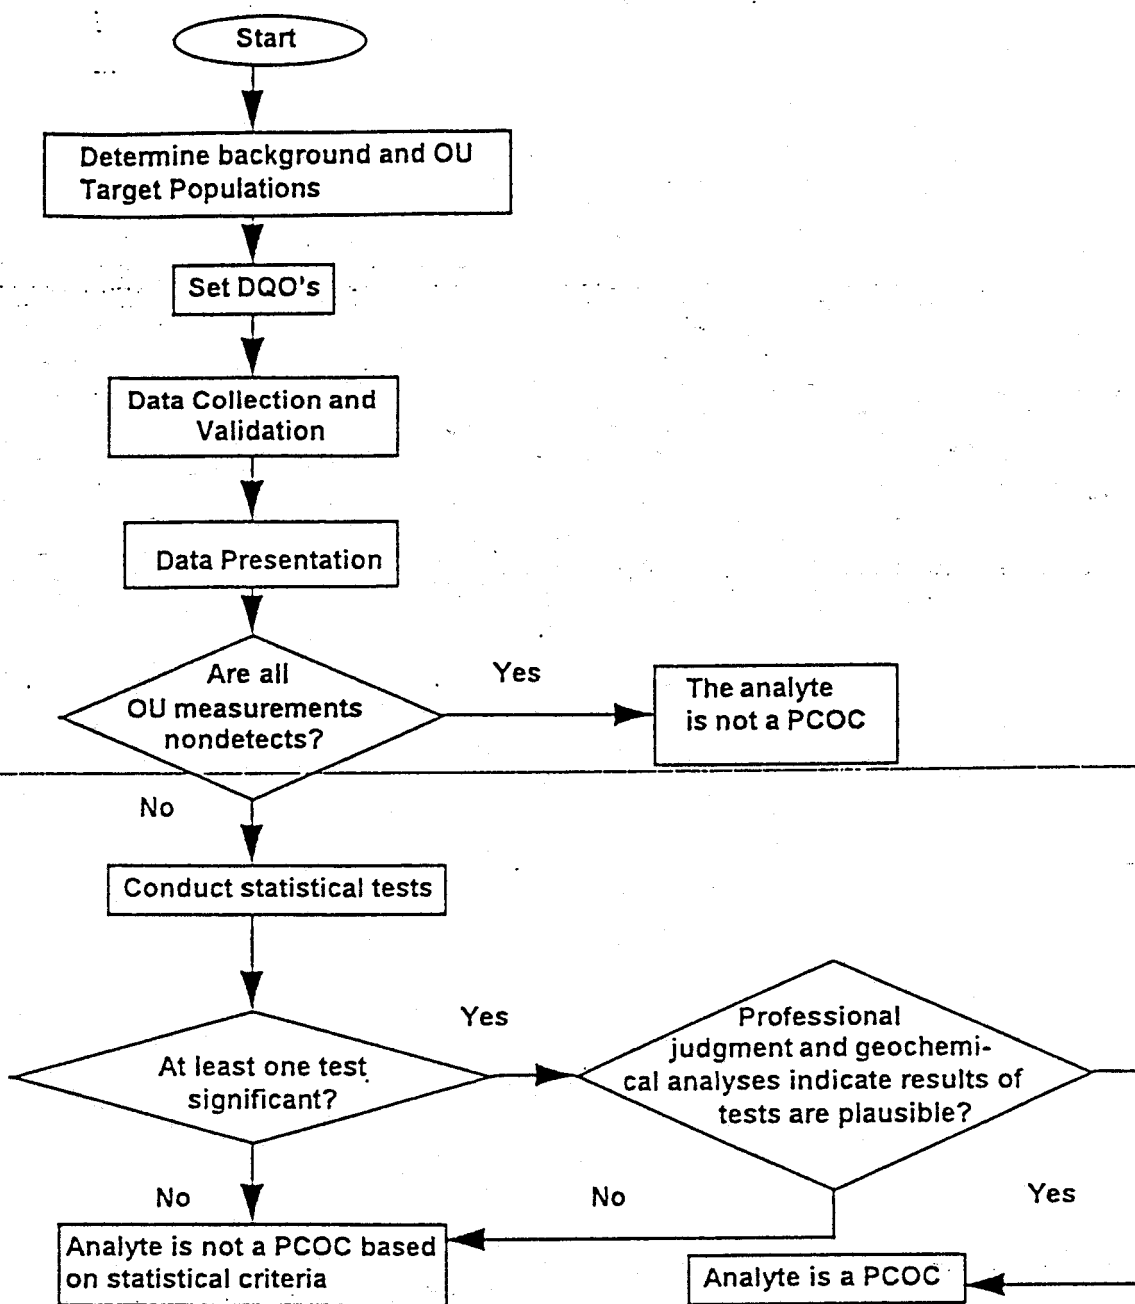 Start
Determine background and OU
Target Populations
Set DQO's
Data Collection and
Validation
Data Presentation
Are all
OU measurements
nondetects?
Yes
The analyte
is not a PCOC
No
Conduct statistical tests
At least one test
significant?
Yes
Professional
judgment and geochemi-
cal analyses indicate results of
tests are plausible?
No
No
Yes
Analyte is not a PCOC based
on statistical criteria
Analyte is a PCOC